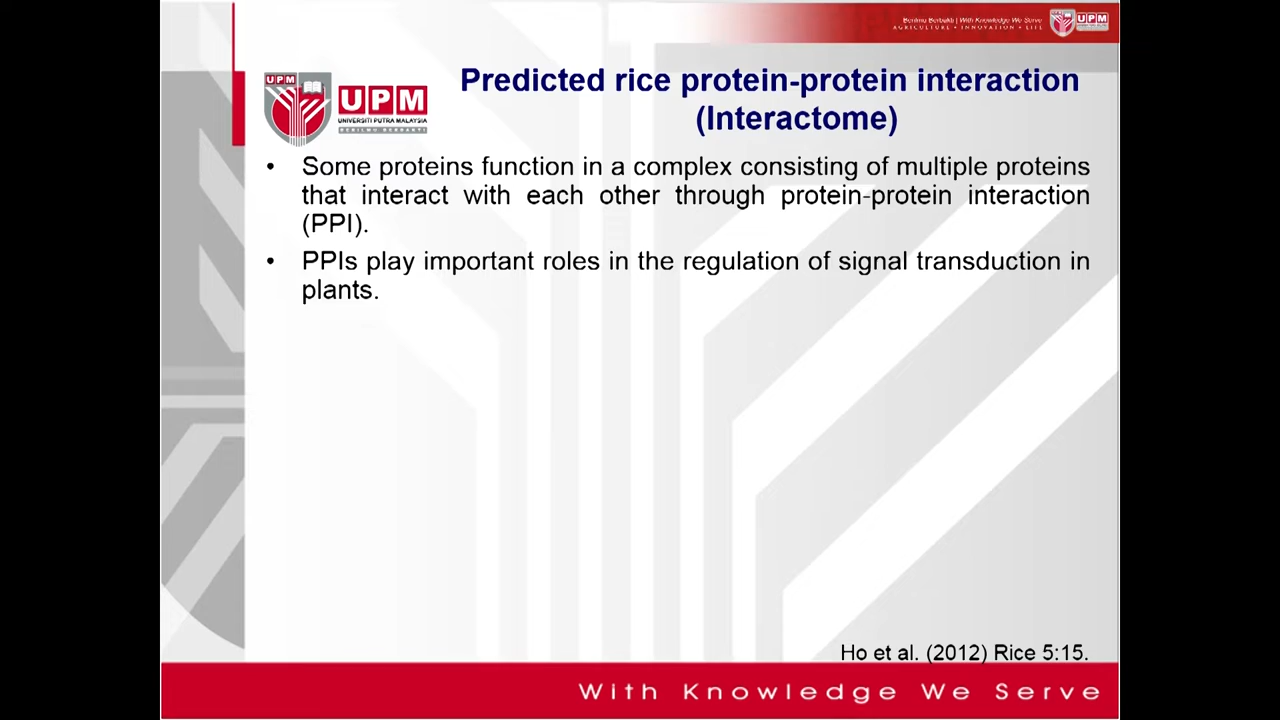 Berilmu Berbakti | With Knowledge We Serve
AGRICULTURE • INNOVATION • LIFE
UPM
UPM
UPM
UNIVERSITI PUTRA MALAYSIA
BERILMU BERBAKTI
Predicted rice protein-protein interaction
(Interactome)
• Some proteins function in a complex consisting of multiple proteins
that interact with each other through protein-protein interaction
(PPI).
• PPIs play important roles in the regulation of signal transduction in
plants.
Ho et al. (2012) Rice 5:15.
With Knowledge We Serve